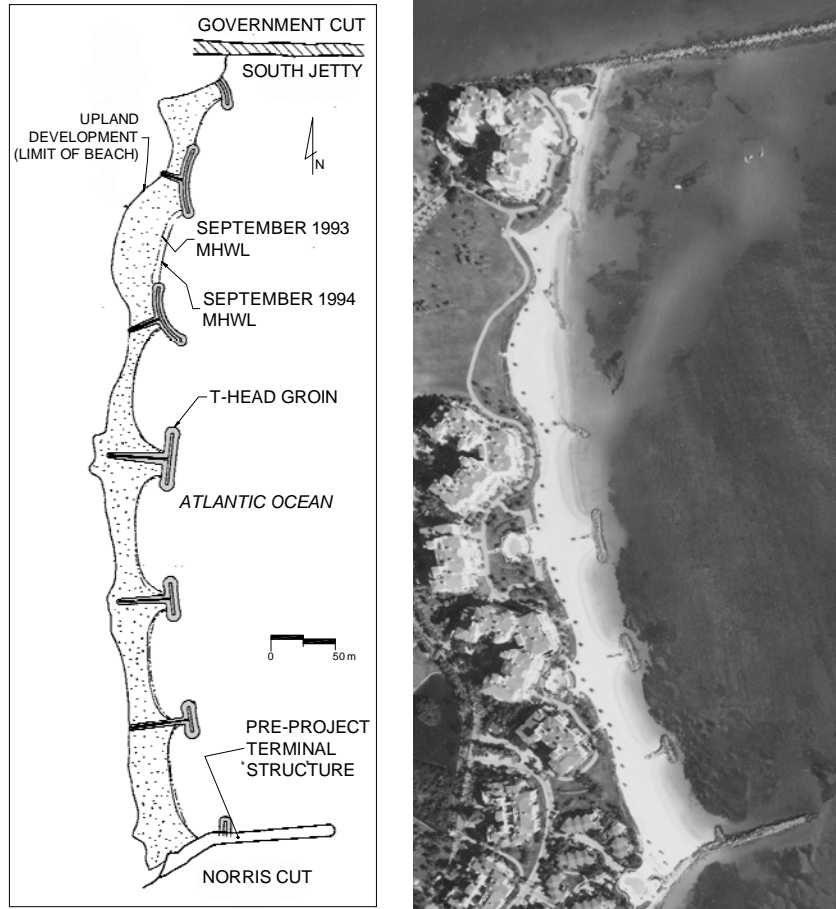 GOVERNMENT CUT
SOUTH JETTY
UPLAND
DEVELOPMENT
(LIMIT OF BEACH)
N
SEPTEMBER 1993
MHWL
SEPTEMBER 1994
MHWL
T-HEAD GROIN
ATLANTIC OCEAN
0 50 m
PRE-PROJECT
TERMINAL
STRUCTURE
NORRIS CUT